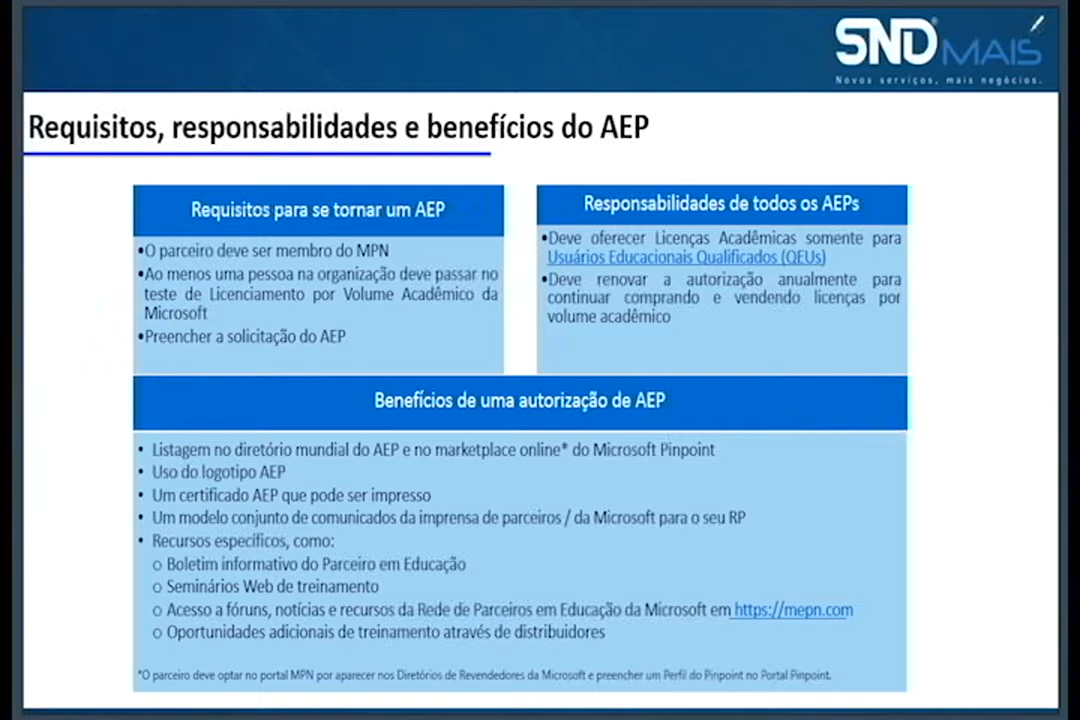 SND MAIS
Novos serviços, mais negócios.
Requisitos, responsabilidades e benefícios do AEP
Requisitos para se tornar um AEP
•O parceiro deve ser membro do MPN
•Ao menos uma pessoa na organização deve passar no
teste de Licenciamento por Volume Acadêmico da
Microsoft
•Preencher a solicitação do AEP
Responsabilidades de todos os AEPs
•Deve oferecer Licenças Acadêmicas somente para
Usuários Educacionais Qualificados (QEUs)
•Deve renovar a autorização anualmente para
continuar comprando e vendendo licenças por
volume acadêmico
Benefícios de uma autorização de AEP
• Listagem no diretório mundial do AEP e no marketplace online* do Microsoft Pinpoint
• Uso do logotipo AEP
• Um certificado AEP que pode ser impresso
• Um modelo conjunto de comunicados da imprensa de parceiros / da Microsoft para o seu RP
• Recursos específicos, como:
o Boletim informativo do Parceiro em Educação
o Seminários Web de treinamento
o Acesso a fóruns, notícias e recursos da Rede de Parceiros em Educação da Microsoft em https://mepn.com
o Oportunidades adicionais de treinamento através de distribuidores
*O parceiro deve optar no portal MPN por aparecer nos Diretórios de Revendedores da Microsoft e preencher um Perfil do Pinpoint no Portal Pinpoint.